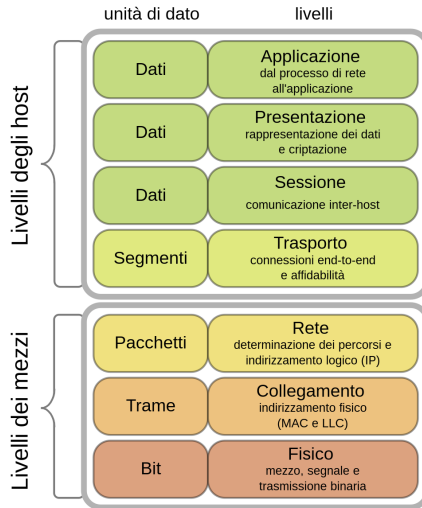 unità di dato livelli
Livelli degli host
Dati
Applicazione
dal processo di rete
all'applicazione
Dati
Presentazione
rappresentazione dei dati
e criptazione
Dati
Sessione
comunicazione inter-host
Segmenti
Trasporto
connessioni end-to-end
e affidabilità
Livelli dei mezzi
Pacchetti
Rete
determinazione dei percorsi e
indirizzamento logico (IP)
Trame
Collegamento
indirizzamento fisico
(MAC e LLC)
Bit
Fisico
mezzo, segnale e
trasmissione binaria